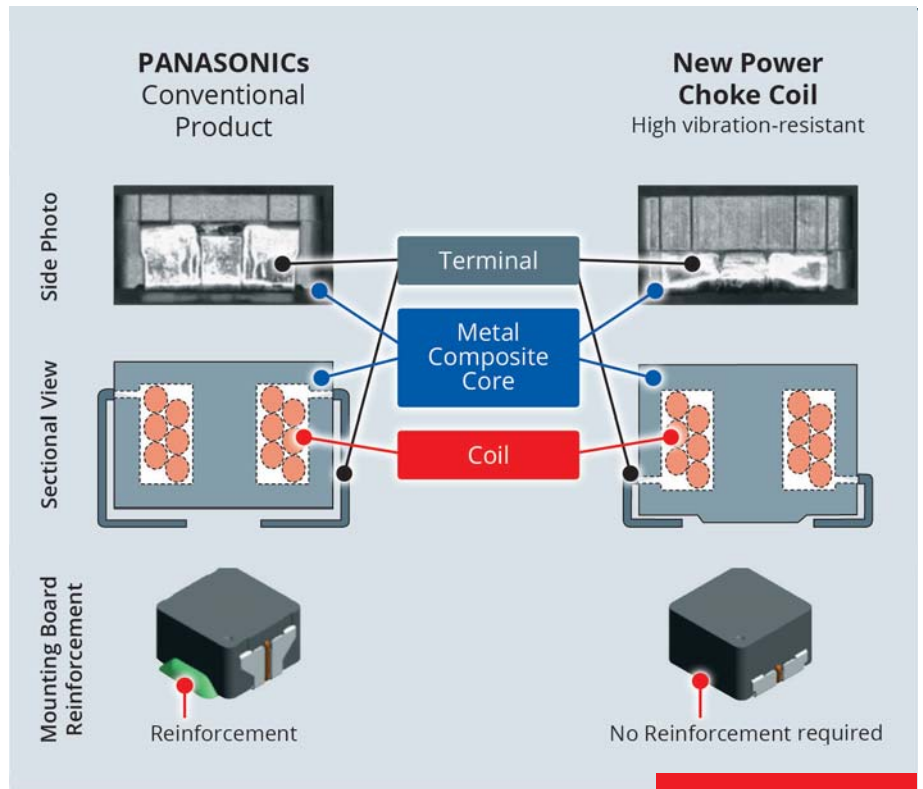 PANASONICs
Conventional
Product
New Power
Choke Coil
High vibration-resistant
Side Photo
Terminal
Metal
Composite
Core
Sectional View
Coil
Mounting Board
Reinforcement
Reinforcement
No Reinforcement required